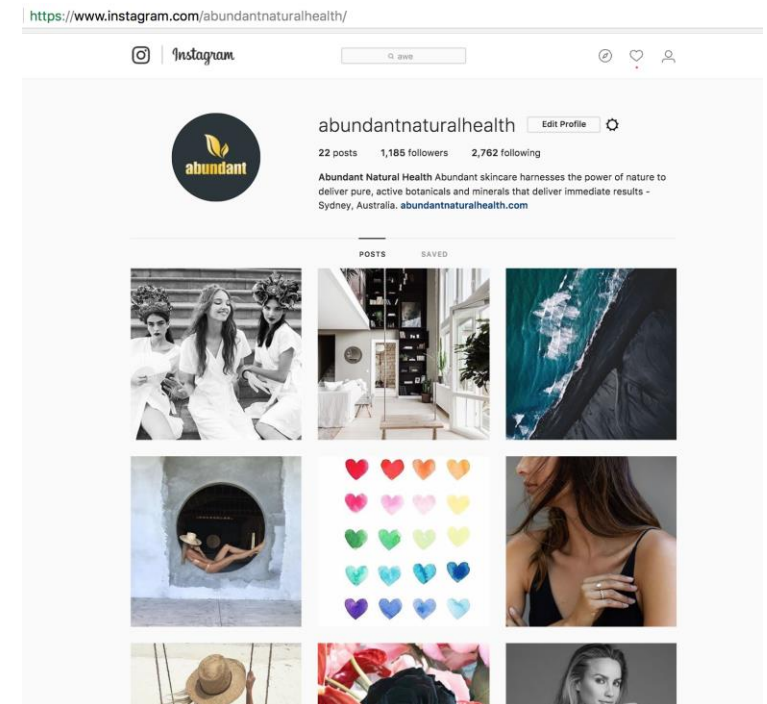 https://www.instagram.com/abundantnaturalhealth/
Instagram
awe
abundantnaturalhealth Edit Profile
22 posts 1,185 followers 2,762 following
Abundant Natural Health Abundant skincare harnesses the power of nature to
deliver pure, active botanicals and minerals that deliver immediate results -
Sydney, Australia. abundantnaturalhealth.com
abundant
POSTS SAVED